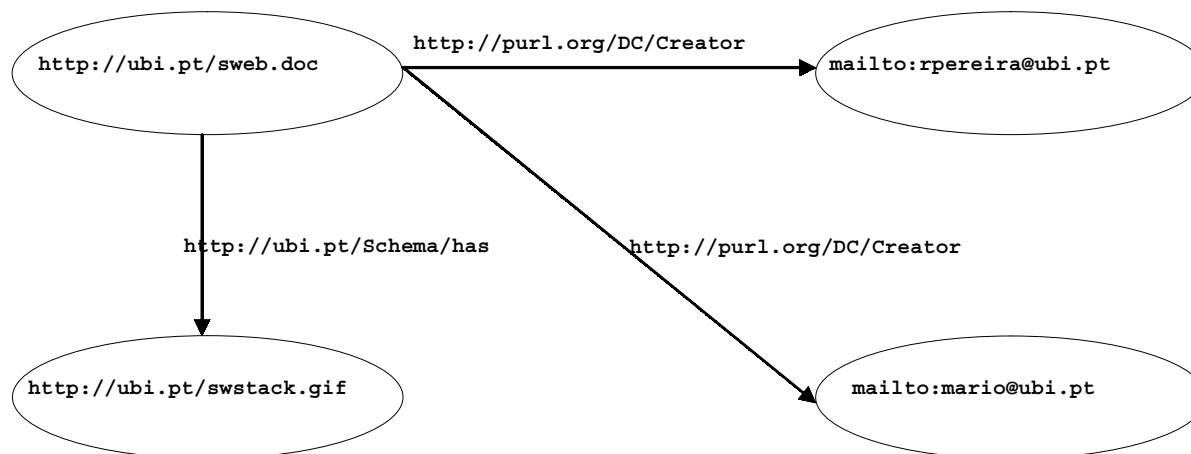 http://purl.org/DC/Creator
http://ubi.pt/sweb.doc
mailto:rpereira@ubi.pt
http://ubi.pt/Schema/has
http://purl.org/DC/Creator
http://ubi.pt/swstack.gif
mailto:mario@ubi.pt